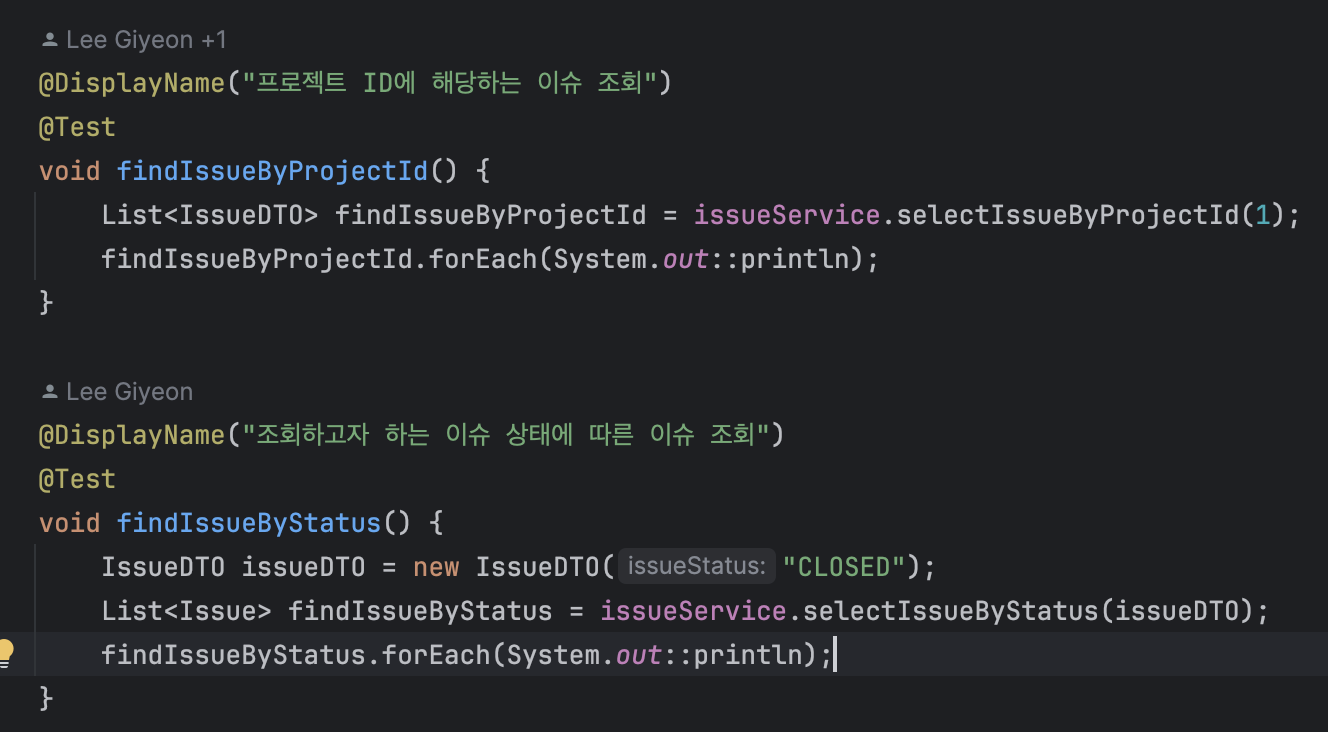 Lee Giyeon +1
@DisplayName("프로젝트 ID에 해당하는 이슈 조회")
@Test
void findIssueByProjectId() {
List<IssueDTO> findIssueByProjectId = issueService.selectIssueByProjectId(1);
findIssueByProjectId.forEach(System.out::println);
}
Lee Giyeon
@DisplayName("조회하고자 하는 이슈 상태에 따른 이슈 조회")
@Test
void findIssueByStatus() {
IssueDTO issueDTO = new IssueDTO( issueStatus: "CLOSED");
List<Issue> findIssueByStatus = issueService.selectIssueByStatus(issueDTO);
findIssueByStatus.forEach(System.out::println);
}